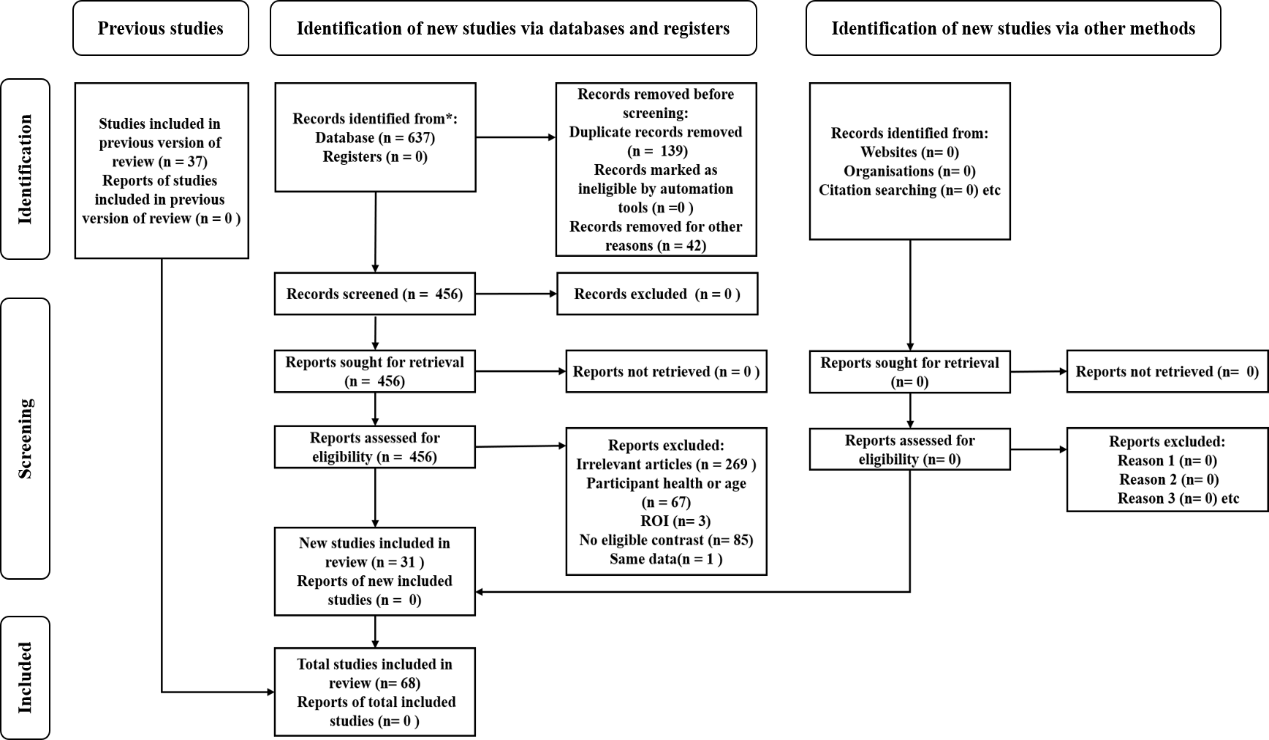 Previous studies
Identification of new studies via databases and registers
Identification of new studies via other methods
Identification
Studies included in
previous version of
review (n = 37)
Reports of studies
included in previous
version of review (n = 0 )
Records identified from*:
Database (n = 637)
Registers (n = 0)
Records removed before
screening:
Duplicate records removed
(n = 139)
Records marked as
ineligible by automation
tools (n =0 )
Records removed for other
reasons (n = 42)
Records identified from:
Websites (n= 0)
Organisations (n= 0)
Citation searching (n= 0) etc
Screening
Records screened (n = 456)
Records excluded (n = 0 )
Reports sought for retrieval
(n = 456)
Reports not retrieved (n = 0 )
Reports sought for retrieval
(n= 0)
Reports not retrieved (n= 0)
Reports assessed for
eligibility (n = 456)
Reports excluded:
Irrelevant articles (n = 269 )
Participant health or age
(n = 67)
ROI (n= 3)
No eligible contrast (n= 85)
Same data(n = 1 )
Reports assessed for
eligibility (n= 0)
Reports excluded:
Reason 1 (n= 0)
Reason 2 (n= 0)
Reason 3 (n= 0) etc
New studies included in
review (n = 31 )
Reports of new included
studies (n = 0)
Included
Total studies included in
review (n= 68)
Reports of total included
studies (n= 0 )